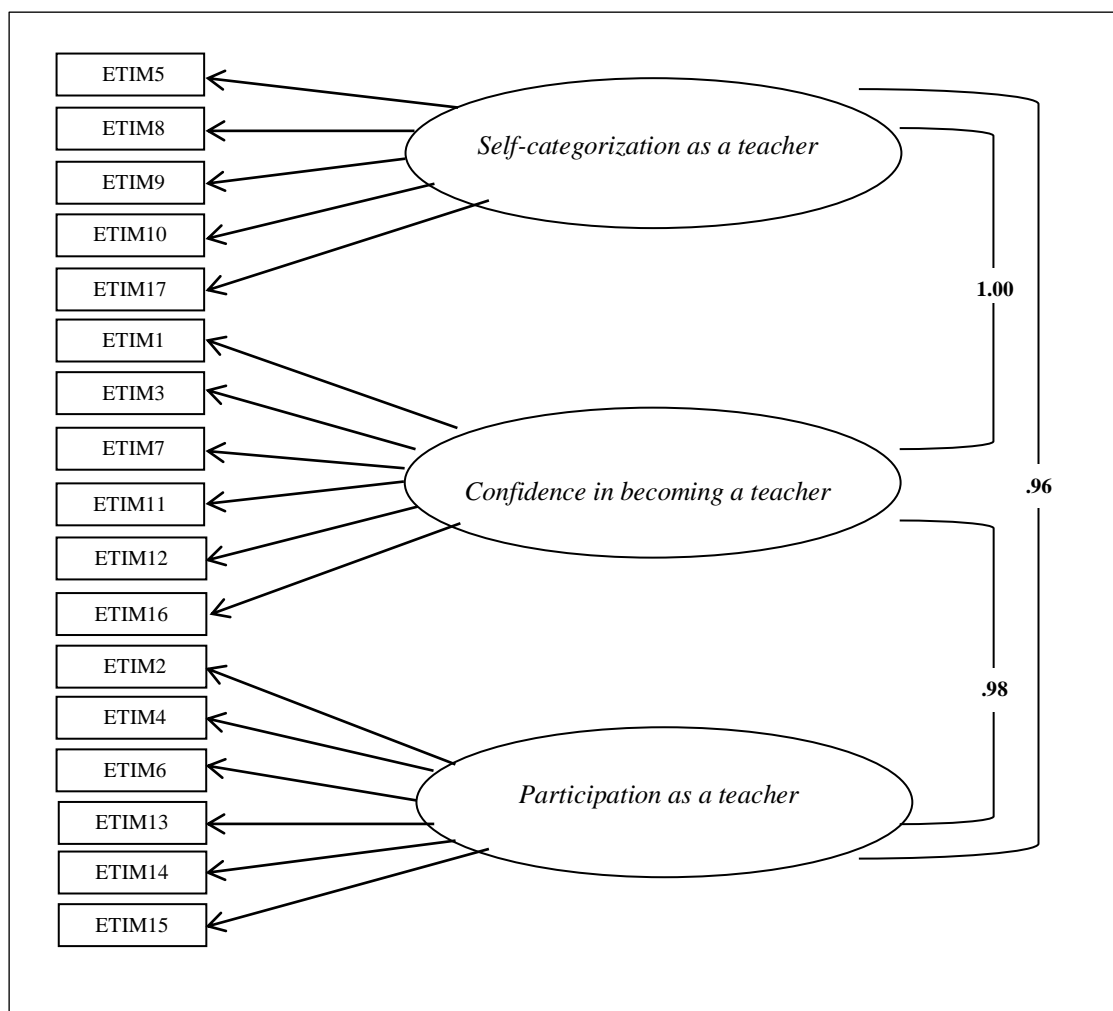 ETIM5
ETIM8
ETIM9
ETIM10
ETIM17
ETIM1
ETIM3
ETIM7
ETIM11
ETIM12
ETIM16
ETIM2
ETIM4
ETIM6
ETIM13
ETIM14
ETIM15
Self-categorization as a teacher
Confidence in becoming a teacher
Participation as a teacher
1.00
.96
.98